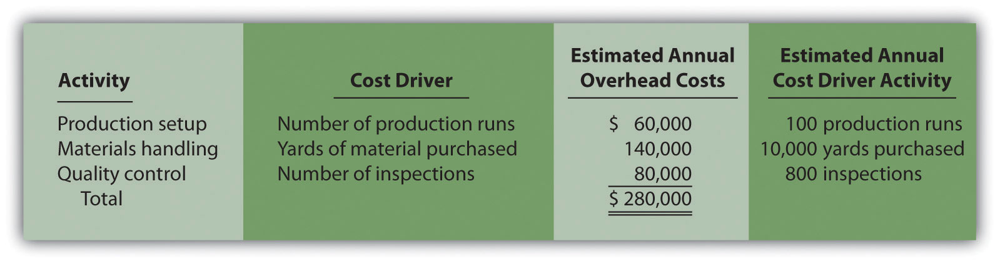 Activity Cost Driver Estimated Annual Overhead Costs Estimated Annual Cost Driver Activity
Production setup Number of production runs $ 60,000 100 production runs
Materials handling Yards of material purchased 140,000 10,000 yards purchased
Quality control Number of inspections 80,000 800 inspections
Total $ 280,000